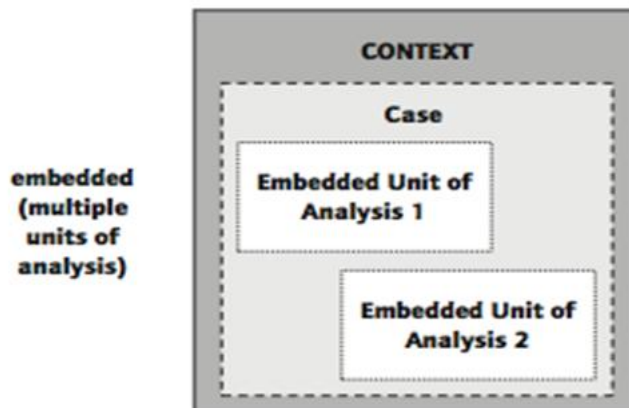 CONTEXT
Case
embedded
(multiple
units of
analysis)
Embedded Unit of
Analysis 1
Embedded Unit of
Analysis 2